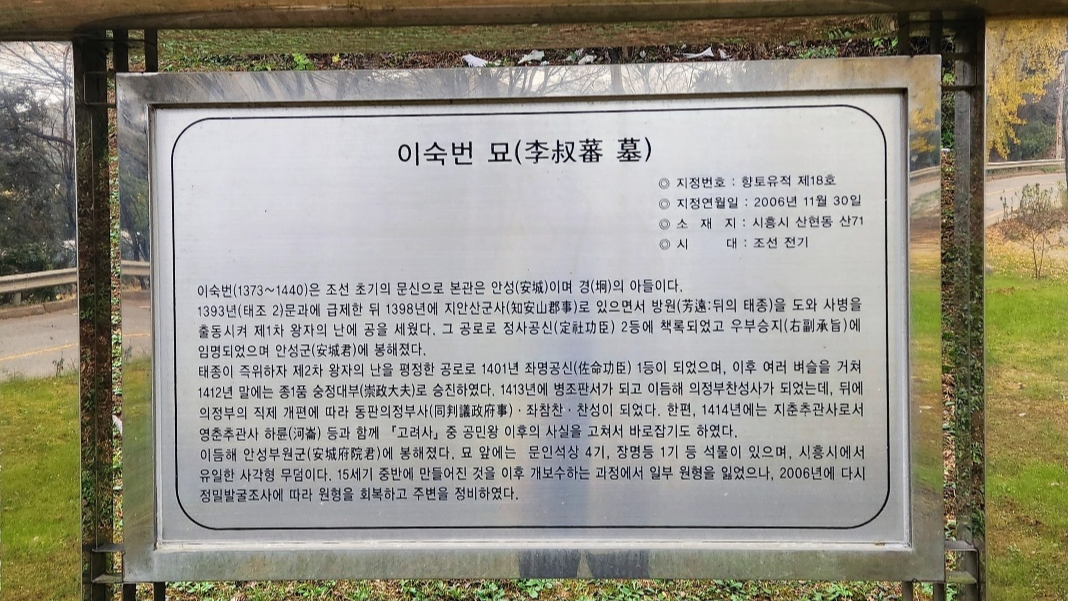 이숙번 묘(李叔蕃 墓)
◎ 지정번호 : 향토유적 제18호
◎ 지정연월일 : 2006년 11월 30일
◎ 소 재 지 : 시흥시 산현동 산71
◎ 시 대 : 조선 전기
이숙번(1373~1440)은 조선 초기의 문신으로 본관은 안성(安城)이며 경(坰)의 아들이다.
1393년(태조 2)문과에 급제한 뒤 1398년에 지안산군사(知安山郡事)로 있으면서 방원(芳遠:뒤의 태종)을 도와 사병을
출동시켜 제1차 왕자의 난에 공을 세웠다. 그 공로로 정사공신(定社功臣) 2등에 책록되었고 우부승지(右副承旨)에
임명되었으며 안성군(安城君)에 봉해졌다.
태종이 즉위하자 제2차 왕자의 난을 평정한 공로로 1401년 좌명공신(佐命功臣) 1등이 되었으며, 이후 여러 벼슬을 거쳐
1412년 말에는 종1품 숭정대부(崇政大夫)로 승진하였다. 1413년에 병조판서가 되고 이듬해 의정부찬성사가 되었는데, 뒤에
의정부의 직제 개편에 따라 동판의정부사(同判議政府事)·좌참찬·찬성이 되었다. 한편, 1414년에는 지춘추관사로서
영춘추관사 하륜(河崙) 등과 함께 『고려사』중 공민왕 이후의 사실을 고쳐서 바로잡기도 하였다.
이듬해 안성부원군(安城府院君)에 봉해졌다. 묘 앞에는 문인석상 4기, 장명등 1기 등 석물이 있으며, 시흥시에서
유일한 사각형 무덤이다. 15세기 중반에 만들어진 것을 이후 개보수하는 과정에서 일부 원형을 잃었으나, 2006년에 다시
정밀발굴조사에 따라 원형을 회복하고 주변을 정비하였다.